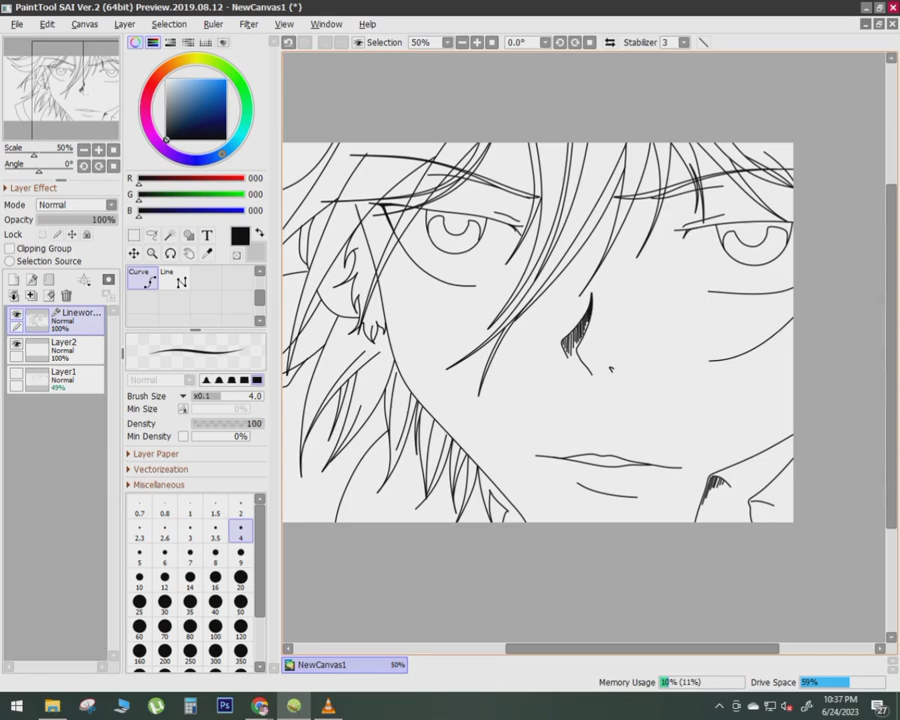 PaintTool SAI Ver.2 (64bit) Preview.2019.08.12 - NewCanvas1 (*)
File Edit Canvas Layer Selection Ruler Filter View Window Help
Selection 50% 0.0° Stabilizer 3
Scale 50%
Angle 0°
Layer Effect
Mode Normal
Opacity 100%
Lock
Clipping Group
Selection Source
Linewor...
Normal
100%
Layer2
Normal
100%
Layer1
Normal
49%
R 000
G 000
B 000
T
Curve Line
Normal
Brush Size x0.1 4.0
Min Size 0%
Density 100
Min Density 0%
Layer Paper
Vectorization
Miscellaneous
0.7 0.8 1 1.5 2
2.3 2.6 3 3.5 4
5 6 7 8 9
10 12 14 16 20
25 30 35 40 50
60 70 80 100 120
160 200 250 300 350
NewCanvas1 50%
Memory Usage 10% (11%) Drive Space 59%
Ps
10:37 PM
6/24/2023
27